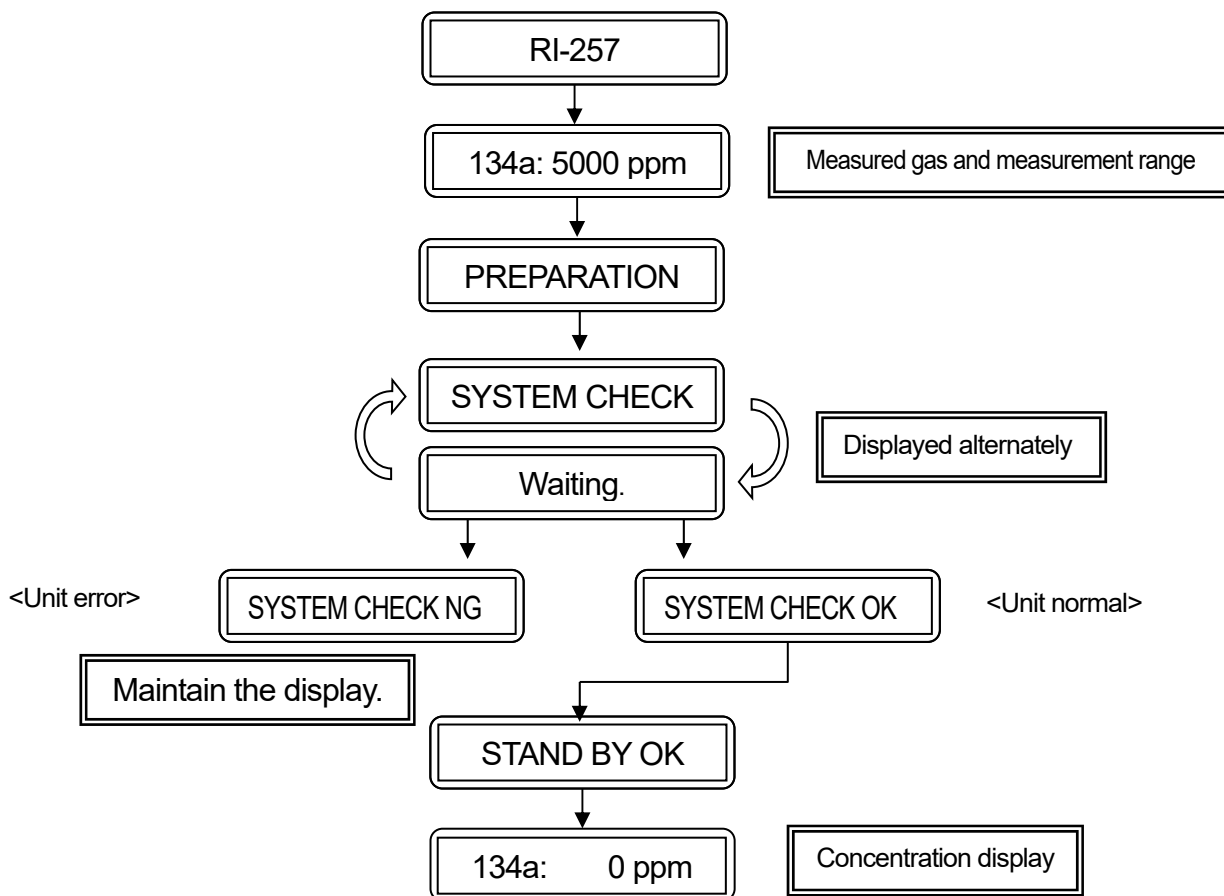 RI-257
134a: 5000 ppm
Measured gas and measurement range
PREPARATION
SYSTEM CHECK
Displayed alternately
Waiting.
<Unit error>
SYSTEM CHECK NG
SYSTEM CHECK OK
<Unit normal>
Maintain the display.
STAND BY OK
134a: 0 ppm
Concentration display